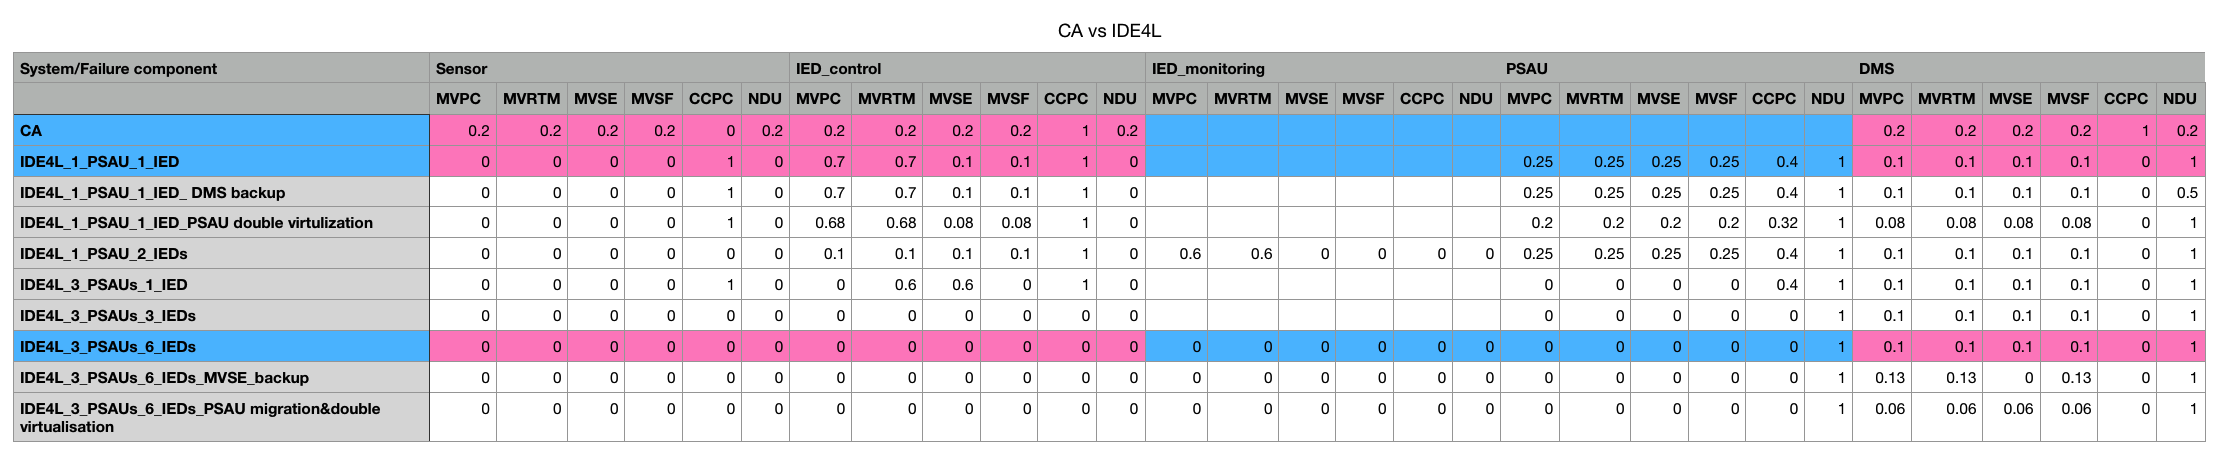 CA vs IDE4L
System/Failure component Sensor IED_control IED_monitoring PSAU DMS
MVPC MVRTM MVSE MVSF CCPC NDU MVPC MVRTM MVSE MVSF CCPC NDU MVPC MVRTM MVSE MVSF CCPC NDU MVPC MVRTM MVSE MVSF CCPC NDU MVPC MVRTM MVSE MVSF CCPC NDU
CA 0.2 0.2 0.2 0.2 0 0.2 0.2 0.2 0.2 0.2 1 0.2 0.2 0.2 0.2 0.2 1 0.2
IDE4L_1_PSAU_1_IED 0 0 0 0 1 0 0.7 0.7 0.1 0.1 1 0 0.25 0.25 0.25 0.25 0.4 1 0.1 0.1 0.1 0.1 0 1
IDE4L_1_PSAU_1_IED_ DMS backup 0 0 0 0 1 0 0.7 0.7 0.1 0.1 1 0 0.25 0.25 0.25 0.25 0.4 1 0.1 0.1 0.1 0.1 0 0.5
IDE4L_1_PSAU_1_IED_PSAU double virtulization 0 0 0 0 1 0 0.68 0.68 0.08 0.08 1 0 0.2 0.2 0.2 0.2 0.32 1 0.08 0.08 0.08 0.08 0 1
IDE4L_1_PSAU_2_IEDs 0 0 0 0 0 0 0.1 0.1 0.1 0.1 1 0 0.6 0.6 0 0 0 0 0.25 0.25 0.25 0.25 0.4 1 0.1 0.1 0.1 0.1 0 1
IDE4L_3_PSAUs_1_IED 0 0 0 0 1 0 0 0.6 0.6 0 1 0 0 0 0 0 0.4 1 0.1 0.1 0.1 0.1 0 1
IDE4L_3_PSAUs_3_IEDs 0 0 0 0 0 0 0 0 0 0 0 0 0 0 0 0 0 1 0.1 0.1 0.1 0.1 0 1
IDE4L_3_PSAUs_6_IEDs 0 0 0 0 0 0 0 0 0 0 0 0 0 0 0 0 0 0 0 0 0 0 0 1 0.1 0.1 0.1 0.1 0 1
IDE4L_3_PSAUs_6_IEDs_MVSE_backup 0 0 0 0 0 0 0 0 0 0 0 0 0 0 0 0 0 0 0 0 0 0 0 1 0.13 0.13 0 0.13 0 1
IDE4L_3_PSAUs_6_IEDs_PSAU migration&double 0 0 0 0 0 0 0 0 0 0 0 0 0 0 0 0 0 0 0 0 0 0 0 1 0.06 0.06 0.06 0.06 0 1
virtualisation